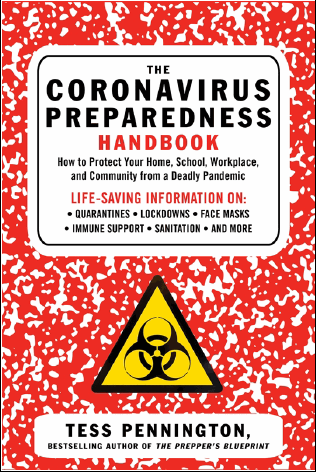 THE
CORONAVIRUS
PREPAREDNESS
HANDBOOK
How to Protect Your Home, School, Workplace,
and Community from a Deadly Pandemic
LIFE-SAVING INFORMATION ON:
• QUARANTINES • LOCKDOWNS • FACE MASKS
• IMMUNE SUPPORT • SANITATION • AND MORE
TESS PENNINGTON,
BESTSELLING AUTHOR OF THE PREPPER'S BLUEPRINT